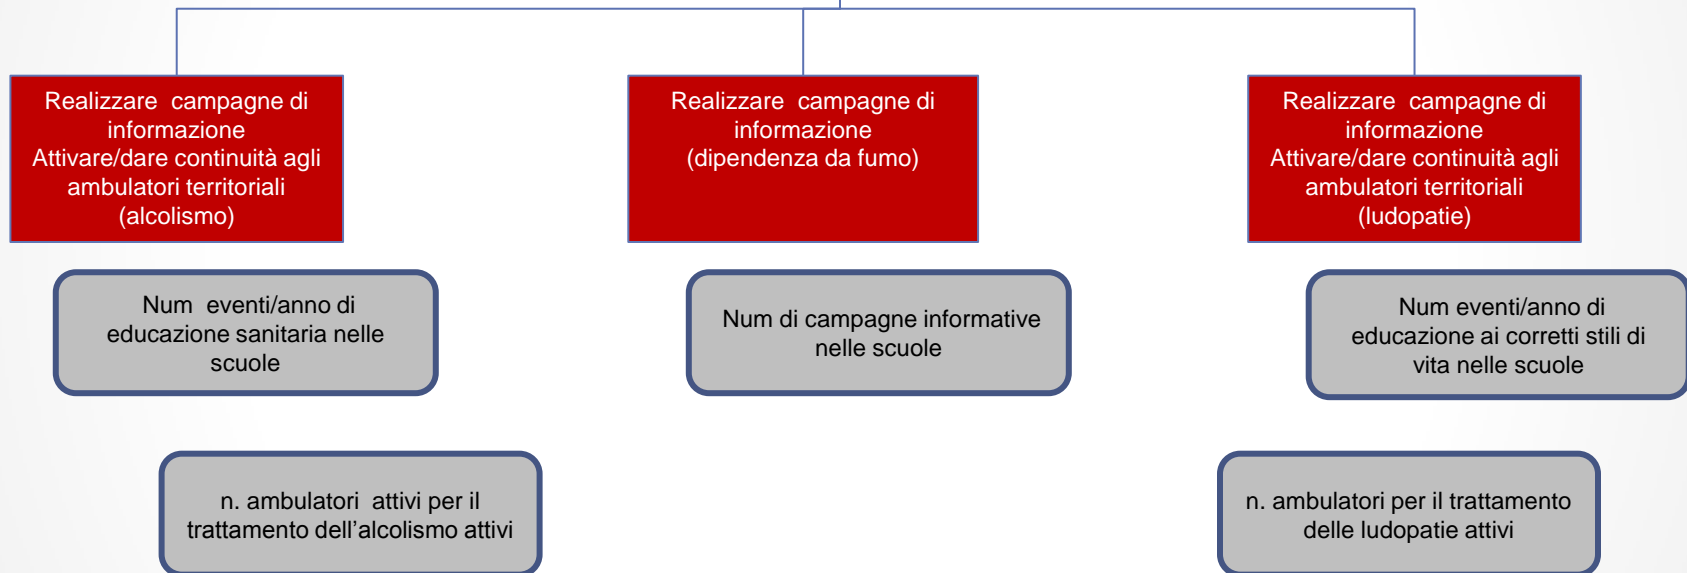 Realizzare campagne di
informazione
Attivare/dare continuità agli
ambulatori territoriali
(alcolismo)
Realizzare campagne di
informazione
(dipendenza da fumo)
Realizzare campagne di
informazione
Attivare/dare continuità agli
ambulatori territoriali
(ludopatie)
Num eventi/anno di
educazione sanitaria nelle
scuole
Num di campagne informative
nelle scuole
Num eventi/anno di
educazione ai corretti stili di
vita nelle scuole
n. ambulatori attivi per il
trattamento dell’alcolismo attivi
n. ambulatori per il trattamento
delle ludopatie attivi